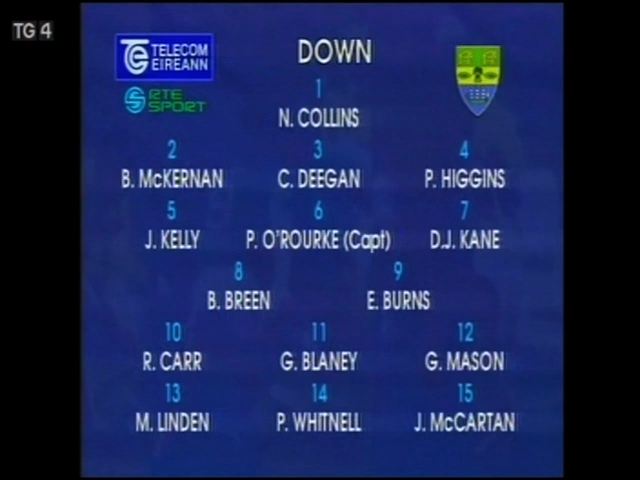 TG 4
TELECOM
EIREANN
DOWN
RTE
SPORT
1
N. COLLINS
2 3 4
B. McKERNAN C. DEEGAN P. HIGGINS
5 6 7
J. KELLY P. O'ROURKE (Capt) D.J. KANE
8 9
B. BREEN E. BURNS
10 11 12
R. CARR G. BLANEY G. MASON
13 14 15
M. LINDEN P. WHITNELL J. McCARTAN